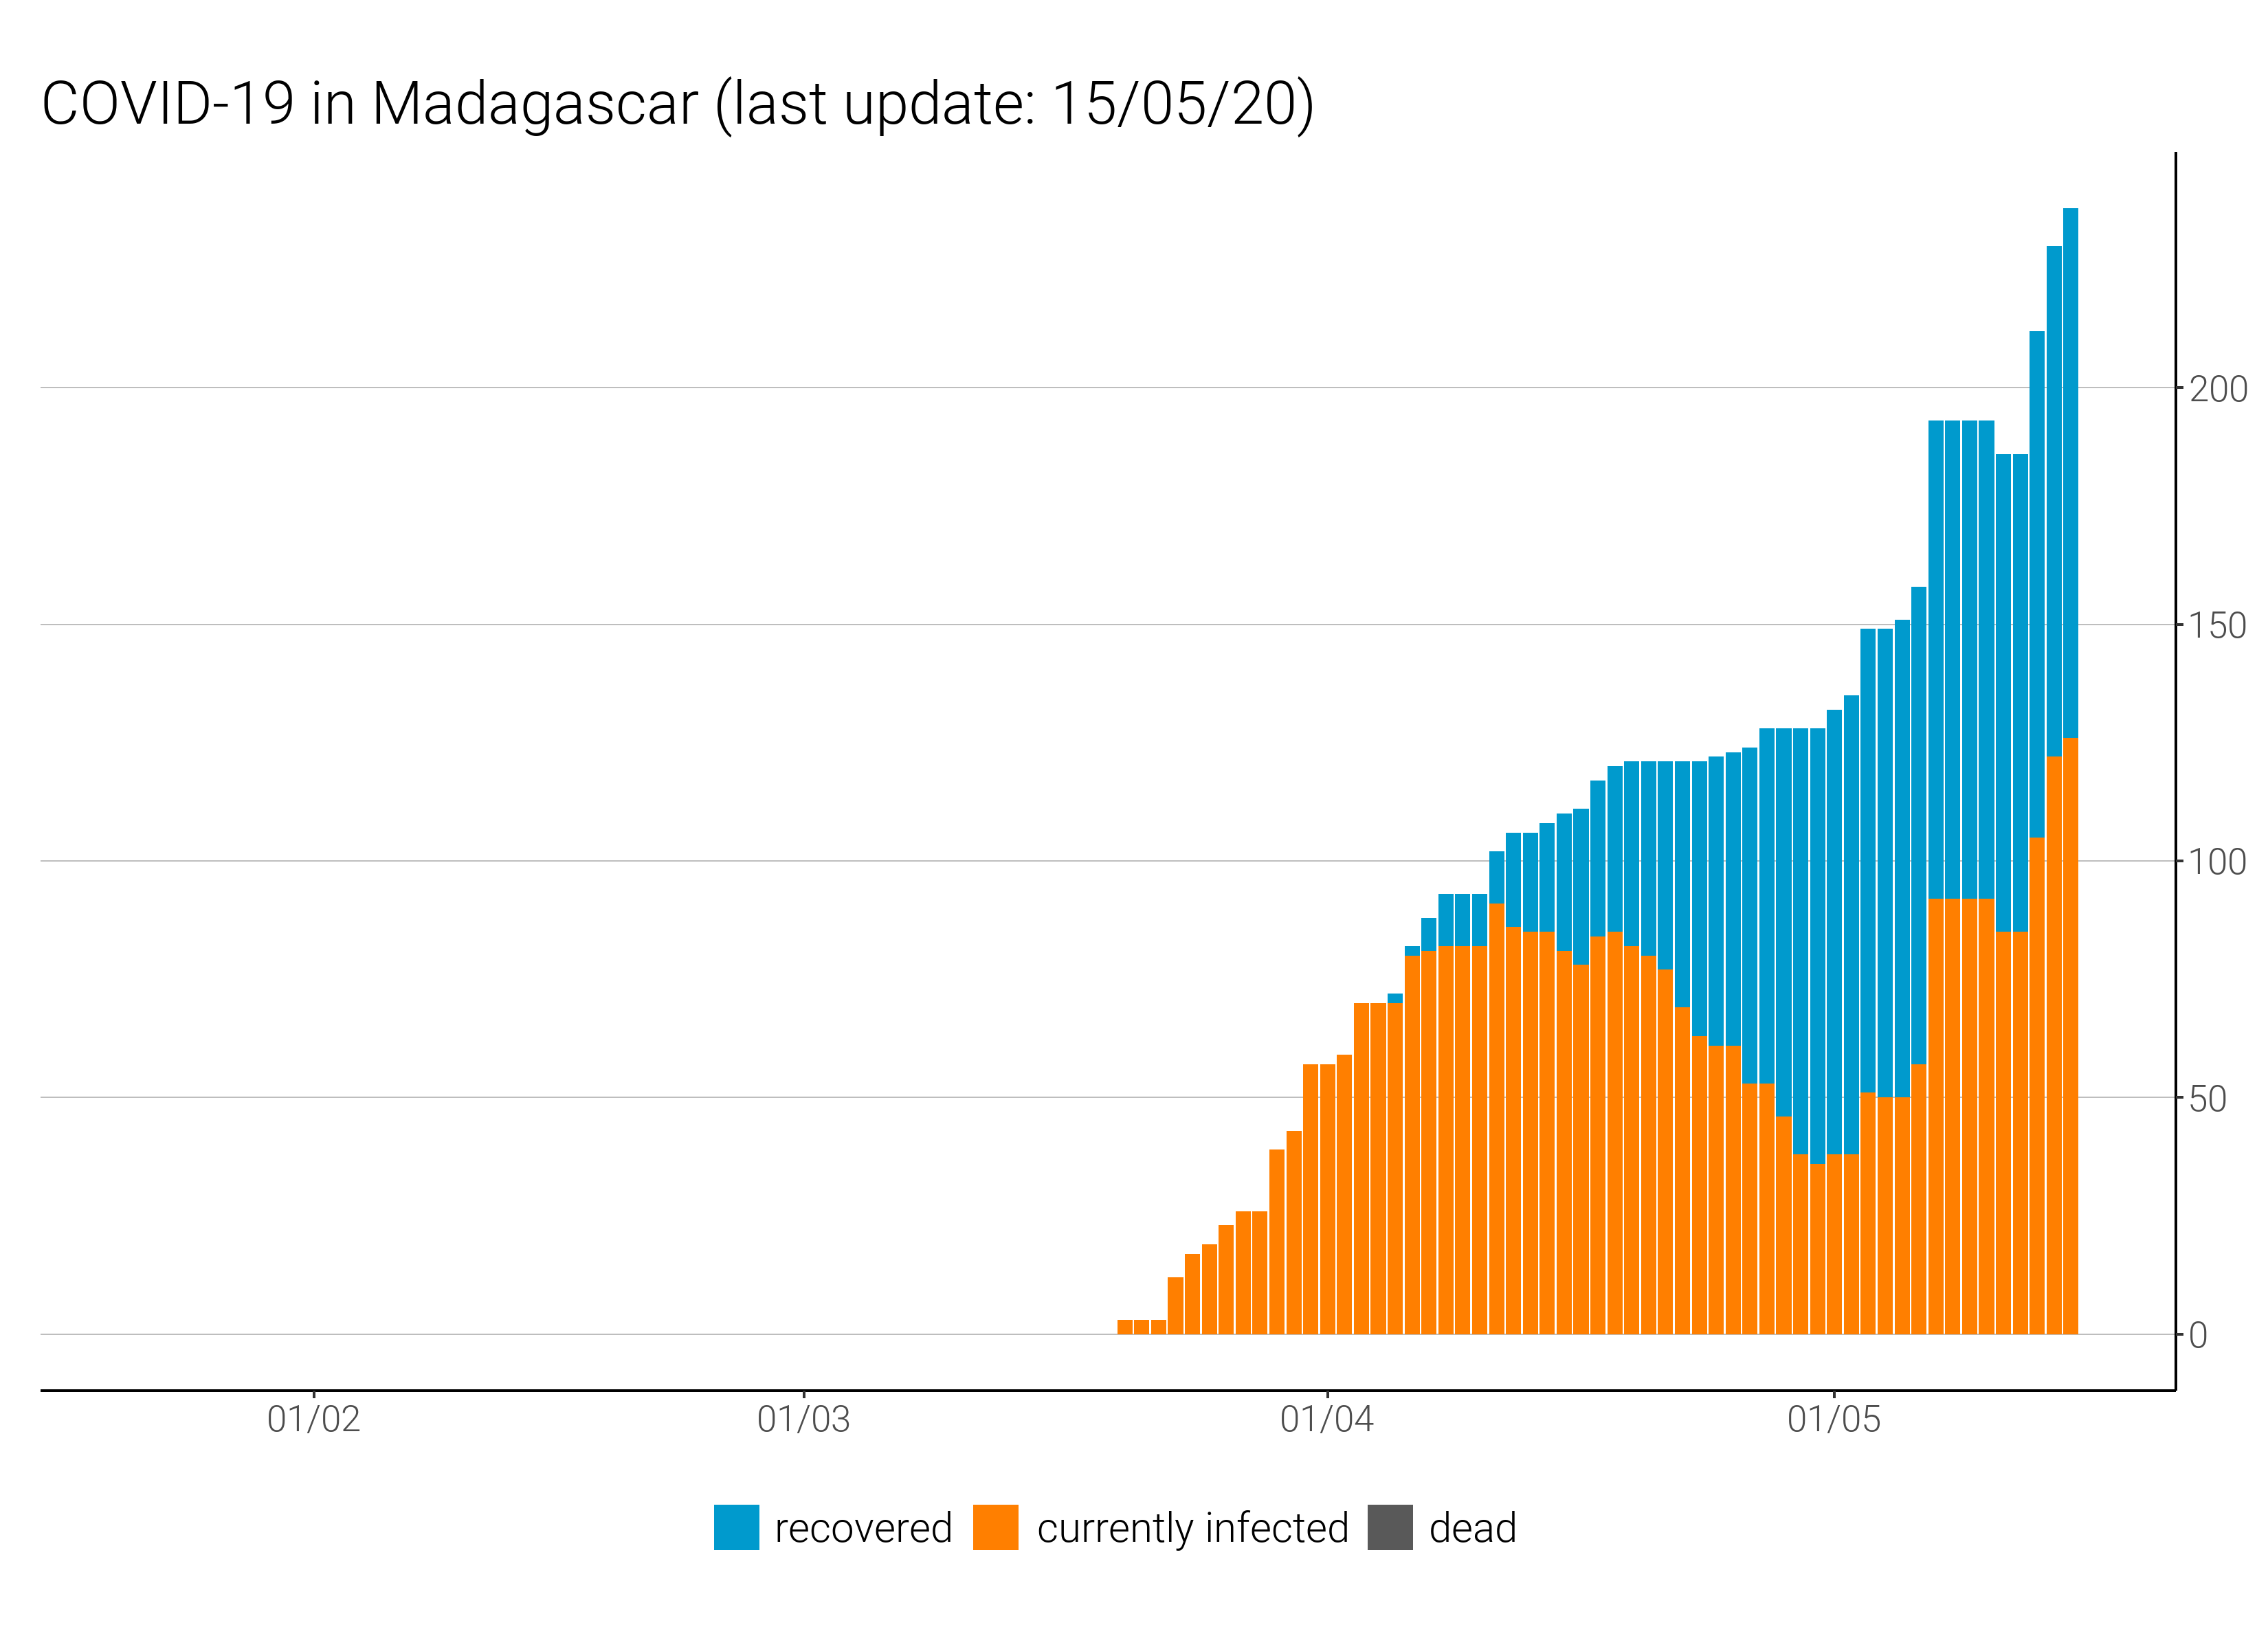 COVID-19 in Madagascar (last update: 15/05/20)
200
150
100
50
0
01/02 01/03 01/04 01/05
recovered currently infected dead